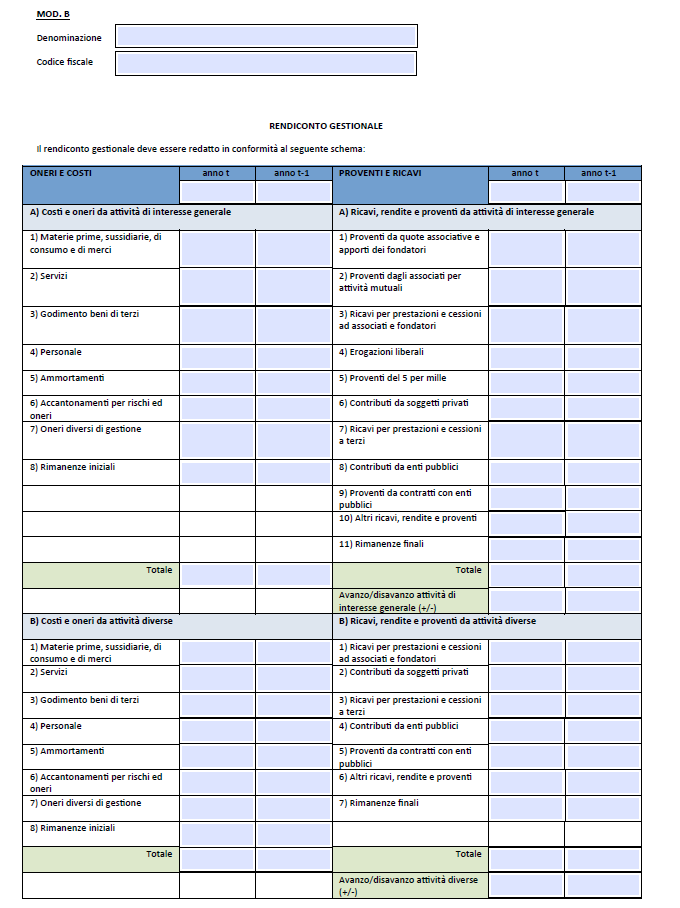 MOD. B
Denominazione
Codice fiscale
RENDICONTO GESTIONALE
Il rendiconto gestionale deve essere redatto in conformità al seguente schema:
ONERI E COSTI anno t anno t-1 PROVENTI E RICAVI anno t anno t-1
A) Costi e oneri da attività di interesse generale A) Ricavi, rendite e proventi da attività di interesse generale
1) Materie prime, sussidiarie, di 1) Proventi da quote associative e
consumo e di merci apporti dei fondatori
2) Servizi 2) Proventi dagli associati per
attività mutuali
3) Godimento beni di terzi 3) Ricavi per prestazioni e cessioni
ad associati e fondatori
4) Personale 4) Erogazioni liberali
5) Ammortamenti 5) Proventi del 5 per mille
6) Accantonamenti per rischi ed 6) Contributi da soggetti privati
oneri
7) Oneri diversi di gestione 7) Ricavi per prestazioni e cessioni
a terzi
8) Rimanenze iniziali 8) Contributi da enti pubblici
9) Proventi da contratti con enti
pubblici
10) Altri ricavi, rendite e proventi
11) Rimanenze finali
Totale Totale
Avanzo/disavanzo attività di
interesse generale (+/-)
B) Costi e oneri da attività diverse B) Ricavi, rendite e proventi da attività diverse
1) Materie prime, sussidiarie, di 1) Ricavi per prestazioni e cessioni
consumo e di merci ad associati e fondatori
2) Servizi 2) Contributi da soggetti privati
3) Godimento beni di terzi 3) Ricavi per prestazioni e cessioni
a terzi
4) Personale 4) Contributi da enti pubblici
5) Ammortamenti 5) Proventi da contratti con enti
pubblici
6) Accantonamenti per rischi ed 6) Altri ricavi, rendite e proventi
oneri
7) Oneri diversi di gestione 7) Rimanenze finali
8) Rimanenze iniziali
Totale Totale
Avanzo/disavanzo attività diverse
(+/-)